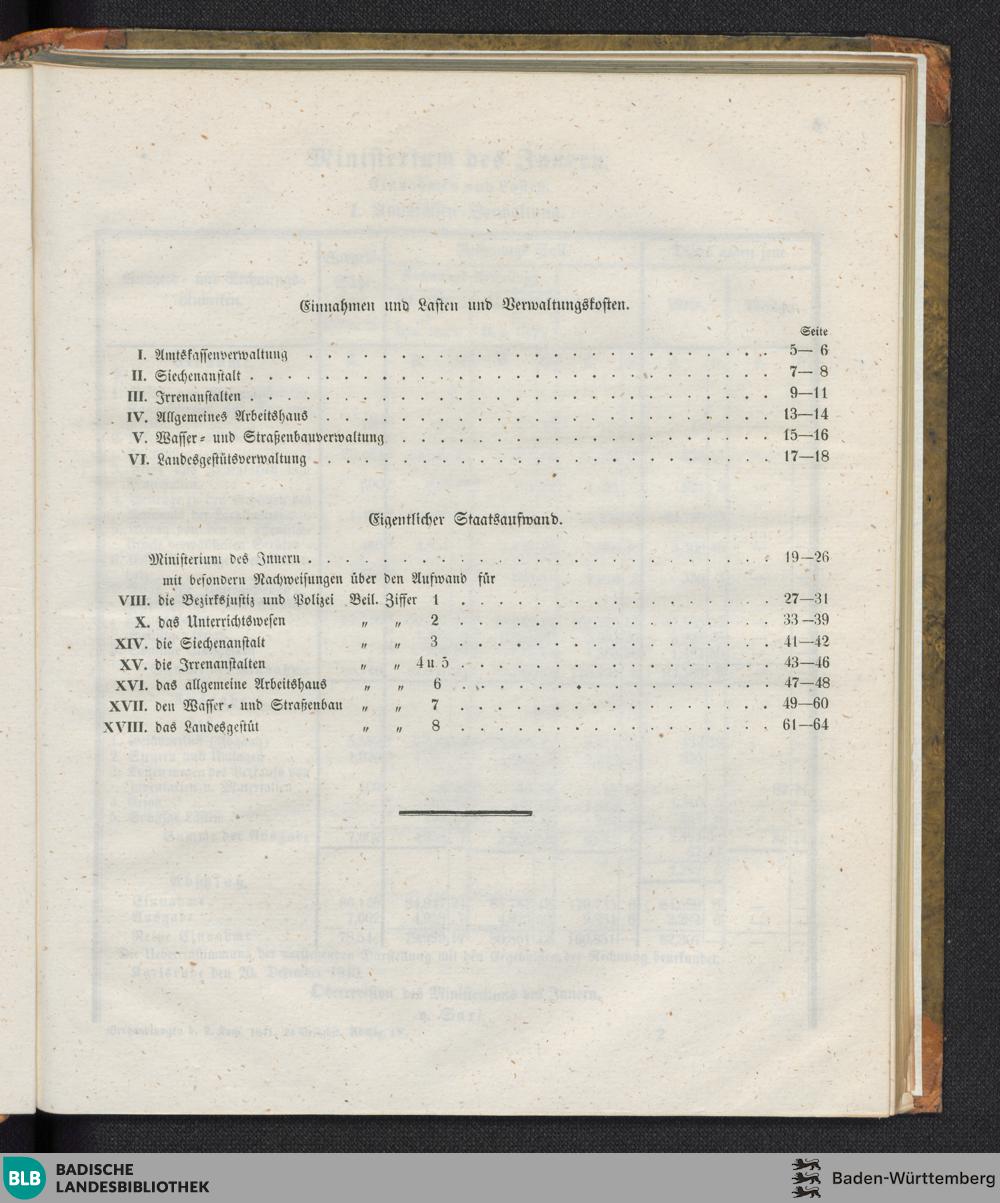 Einnahmen und Lasten und Verwaltungskosten.
Seite
I. Amtskassenverwaltung . . . . . . . . . . . . . . . . . . . . . . . 5— 6
II. Siechenanstalt . . . . . . . . . . . . . . . . . . . . . . . . . . 7— 8
III. Irrenanstalten . . . . . . . . . . . . . . . . . . . . . . . . . . 9—11
IV. Allgemeines Arbeitshaus . . . . . . . . . . . . . . . . . . . . . . 13—14
V. Wasser- und Straßenbauverwaltung . . . . . . . . . . . . . . . . . . 15—16
VI. Landesgestütsverwaltung . . . . . . . . . . . . . . . . . . . . . . 17—18
Eigentlicher Staatsaufwand.
Ministerium des Innern . . . . . . . . . . . . . . . . . . . . . . . 19—26
mit besondern Nachweisungen über den Aufwand für
VIII. die Bezirksjustiz und Polizei Beil. Ziffer 1 . . . . . . . . . . . . . . . 27—31
X. das Unterrichtswesen " " 2 . . . . . . . . . . . . . . . 33—39
XIV. die Siechenanstalt " " 3 . . . . . . . . . . . . . . . 41—42
XV. die Irrenanstalten " " 4 u. 5 . . . . . . . . . . . . . . . 43—46
XVI. das allgemeine Arbeitshaus " " 6 . . . . . . . . . . . . . . . 47—48
XVII. den Wasser- und Straßenbau " " 7 . . . . . . . . . . . . . . . 49—60
XVIII. das Landesgestüt " " 8 . . . . . . . . . . . . . . . 61—64
BLB BADISCHE
LANDESBIBLIOTHEK
Baden-Württemberg